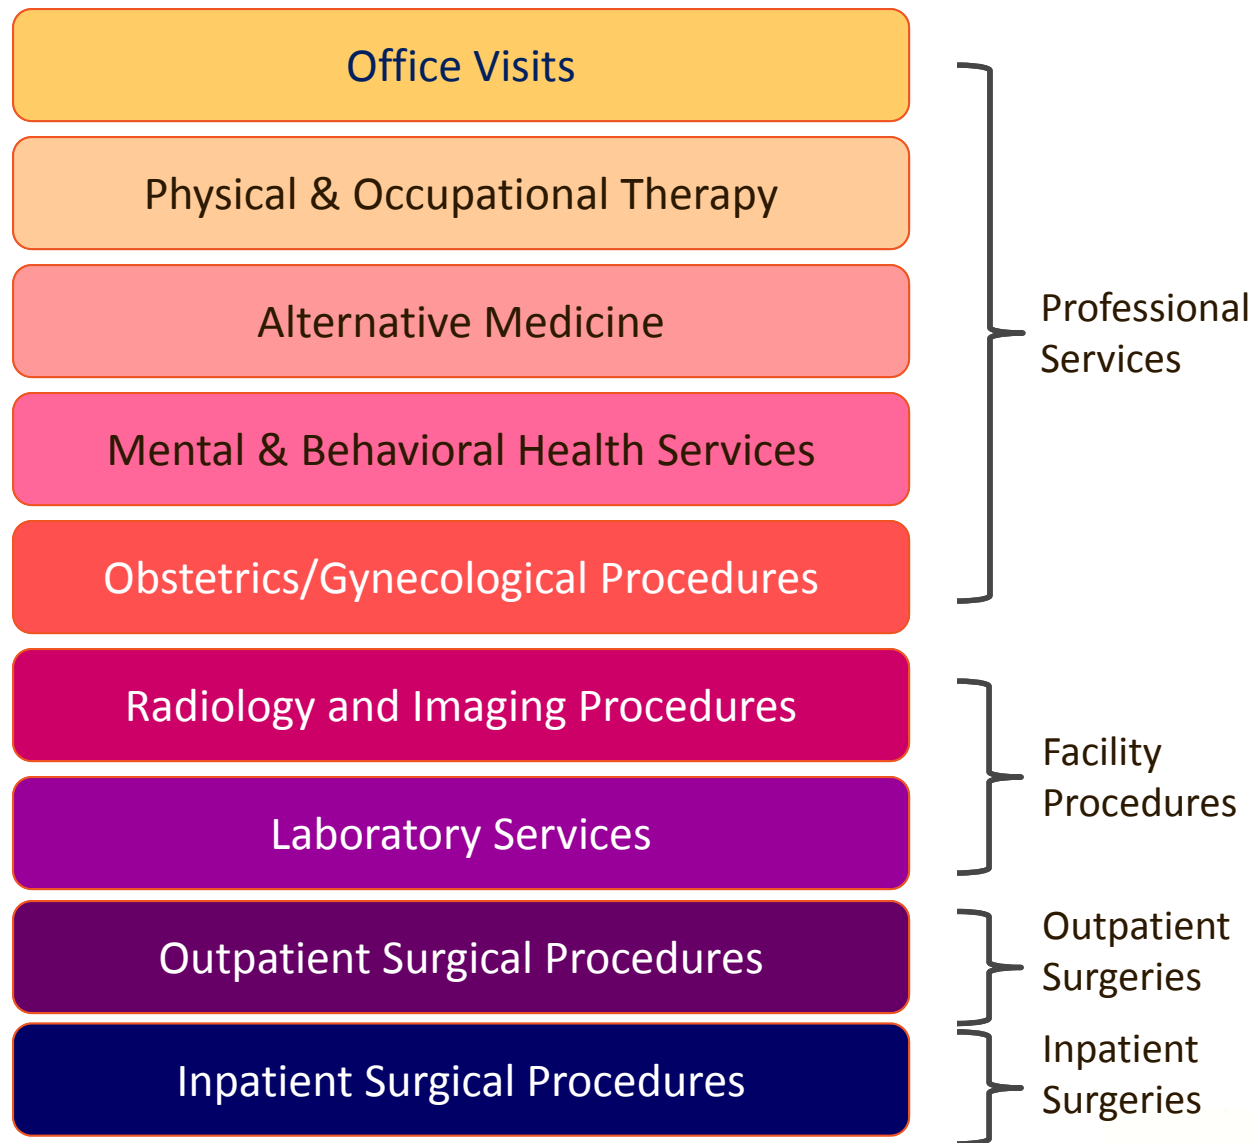 Office Visits
Physical & Occupational Therapy
Alternative Medicine
Mental & Behavioral Health Services
Obstetrics/Gynecological Procedures
Professional
Services
Radiology and Imaging Procedures
Laboratory Services
Facility
Procedures
Outpatient Surgical Procedures
Outpatient
Surgeries
Inpatient Surgical Procedures
Inpatient
Surgeries